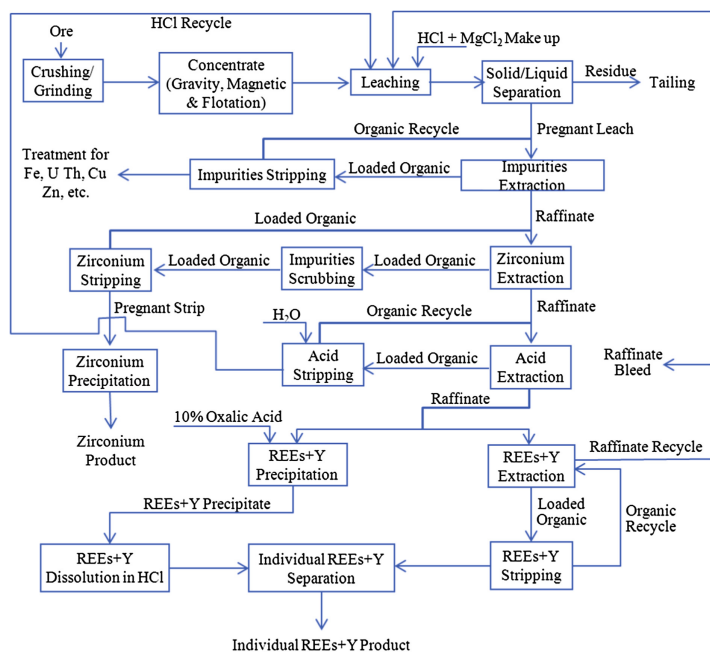 HCl Recycle
Ore
HCl + MgCl2 Make up
Crushing/
Grinding
Concentrate
(Gravity, Magnetic
& Flotation)
Leaching
Solid/Liquid
Separation
Residue
Tailing
Organic Recycle
Pregnant Leach
Treatment for
Fe, U Th, Cu
Zn, etc.
Impurities Stripping
Loaded Organic
Impurities
Extraction
Loaded Organic
Raffinate
Zirconium
Stripping
Loaded Organic
Impurities
Scrubbing
Loaded Organic
Zirconium
Extraction
Pregnant Strip
H2O
Organic Recycle
Raffinate
Zirconium
Precipitation
Acid
Stripping
Loaded Organic
Acid
Extraction
Raffinate
Bleed
Raffinate
Zirconium
Product
10% Oxalic Acid
REEs+Y
Precipitation
REEs+Y
Extraction
Raffinate Recycle
REEs+Y Precipitate
Loaded
Organic
Organic
Recycle
REEs+Y
Dissolution in HCl
Individual REEs+Y
Separation
REEs+Y
Stripping
Individual REEs+Y Product